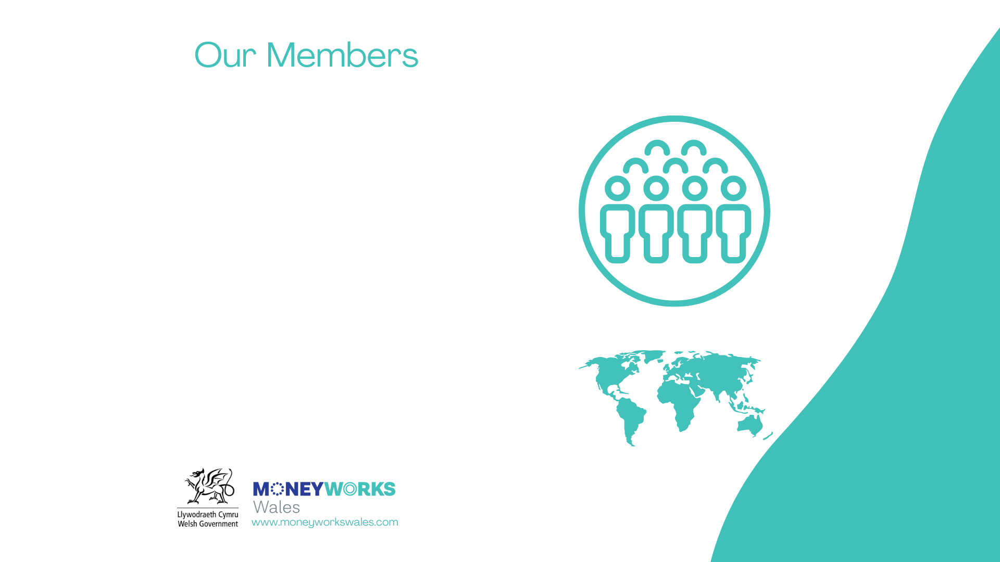 Our Members
Llywodraeth Cymru
Welsh Government
MONEYWORKS
Wales
www.moneyworkswales.com